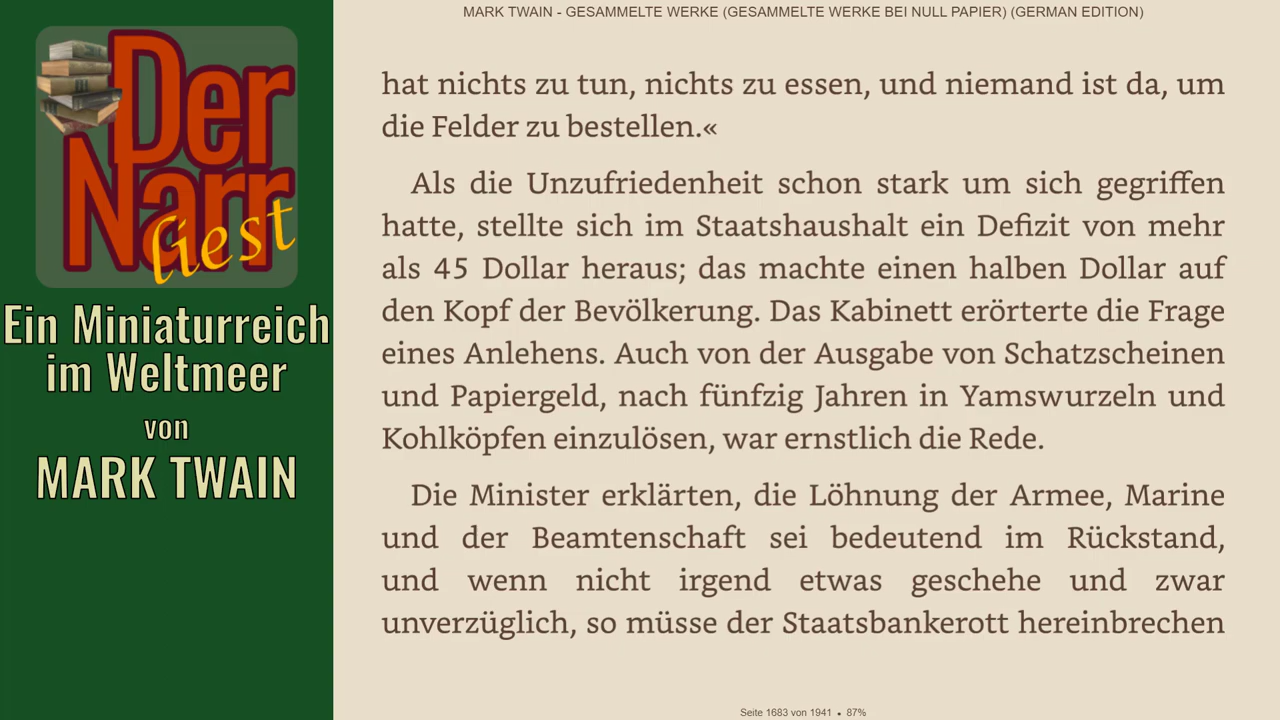 MARK TWAIN - GESAMMELTE WERKE (GESAMMELTE WERKE BEI NULL PAPIER) (GERMAN EDITION)
Der
Narr
liest
Ein Miniaturreich
im Weltmeer
von
MARK TWAIN
hat nichts zu tun, nichts zu essen, und niemand ist da, um
die Felder zu bestellen.«
Als die Unzufriedenheit schon stark um sich gegriffen
hatte, stellte sich im Staatshaushalt ein Defizit von mehr
als 45 Dollar heraus; das machte einen halben Dollar auf
den Kopf der Bevölkerung. Das Kabinett erörterte die Frage
eines Anlehens. Auch von der Ausgabe von Schatzscheinen
und Papiergeld, nach fünfzig Jahren in Yamswurzeln und
Kohlköpfen einzulösen, war ernstlich die Rede.
Die Minister erklärten, die Löhnung der Armee, Marine
und der Beamtenschaft sei bedeutend im Rückstand,
und wenn nicht irgend etwas geschehe und zwar
unverzüglich, so müsse der Staatsbankerott hereinbrechen
Seite 1683 von 1941 • 87%